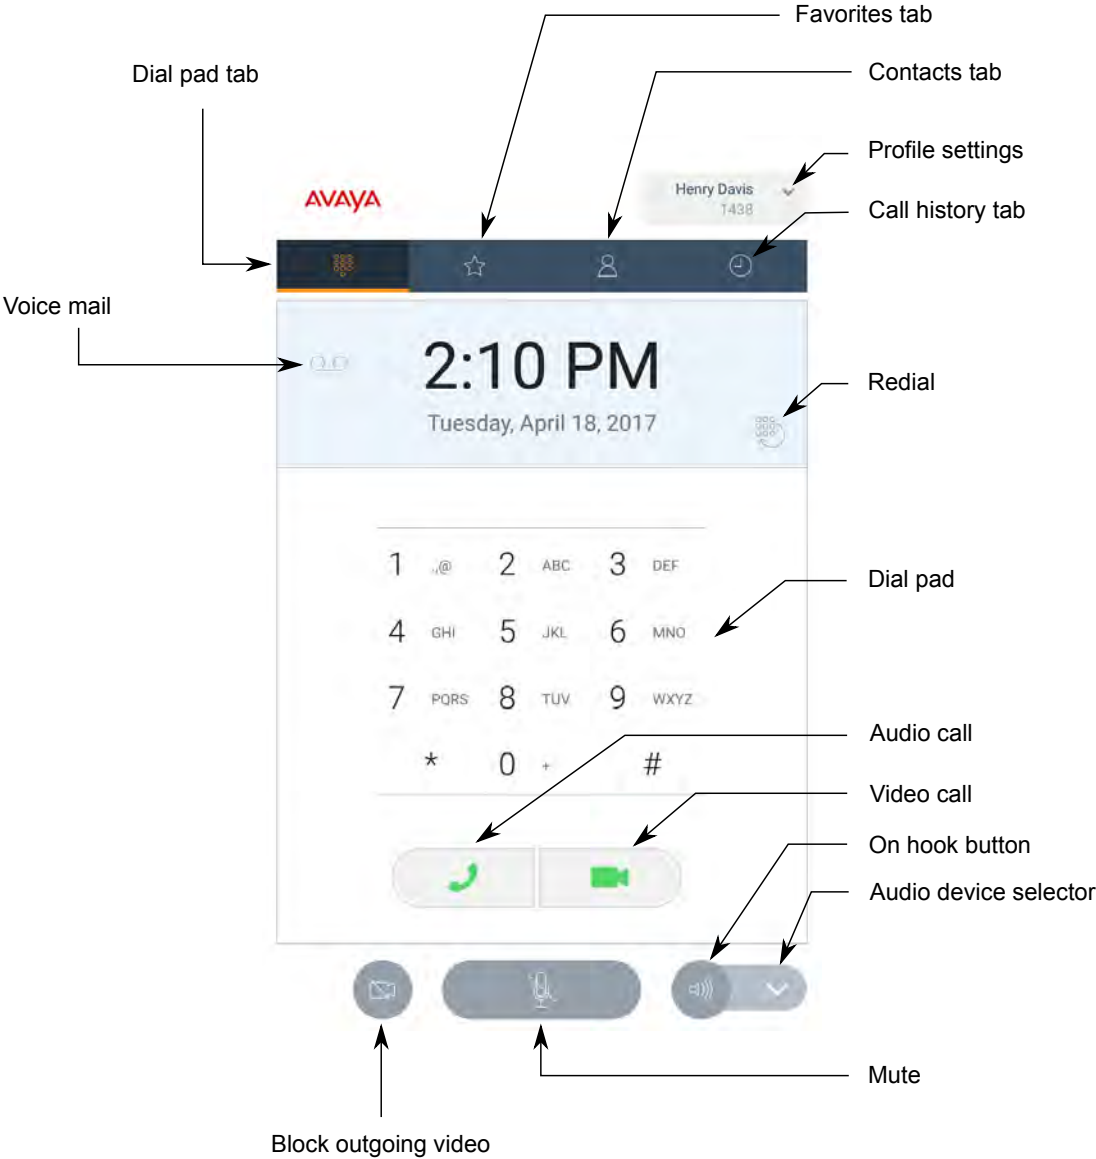 Favorites tab
Dial pad tab
Contacts tab
Profile settings
AVAYA
Henry Davis
1438
Call history tab
Voice mail
2:10 PM
Tuesday, April 18, 2017
Redial
1 .,@ 2 ABC 3 DEF
Dial pad
4 GHI 5 JKL 6 MNO
7 PQRS 8 TUV 9 WXYZ
Audio call
* 0 + #
Video call
On hook button
Audio device selector
Mute
Block outgoing video